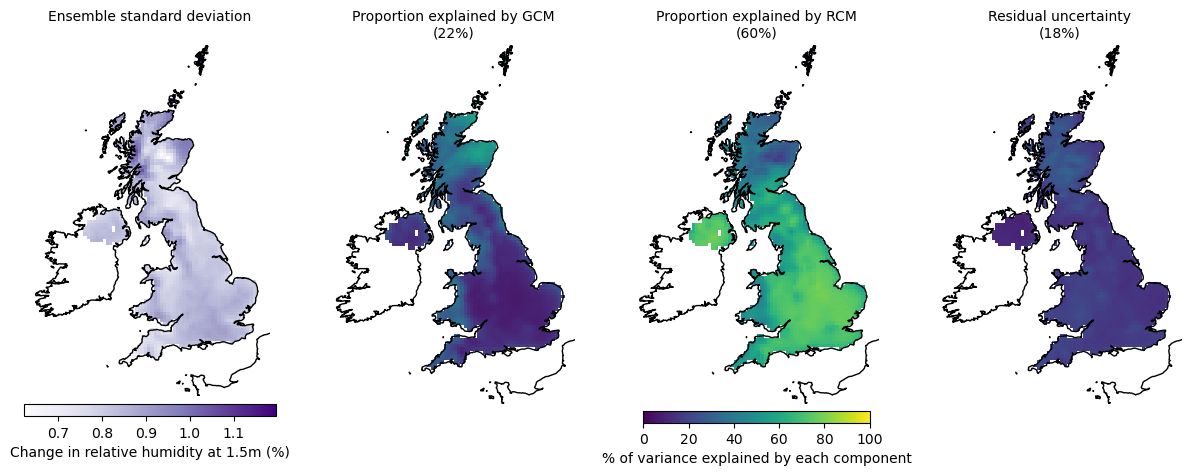 Ensemble standard deviation
Proportion explained by GCM
(22%)
Proportion explained by RCM
(60%)
Residual uncertainty
(18%)
0.7 0.8 0.9 1.0 1.1
Change in relative humidity at 1.5m (%)
0 20 40 60 80 100
% of variance explained by each component